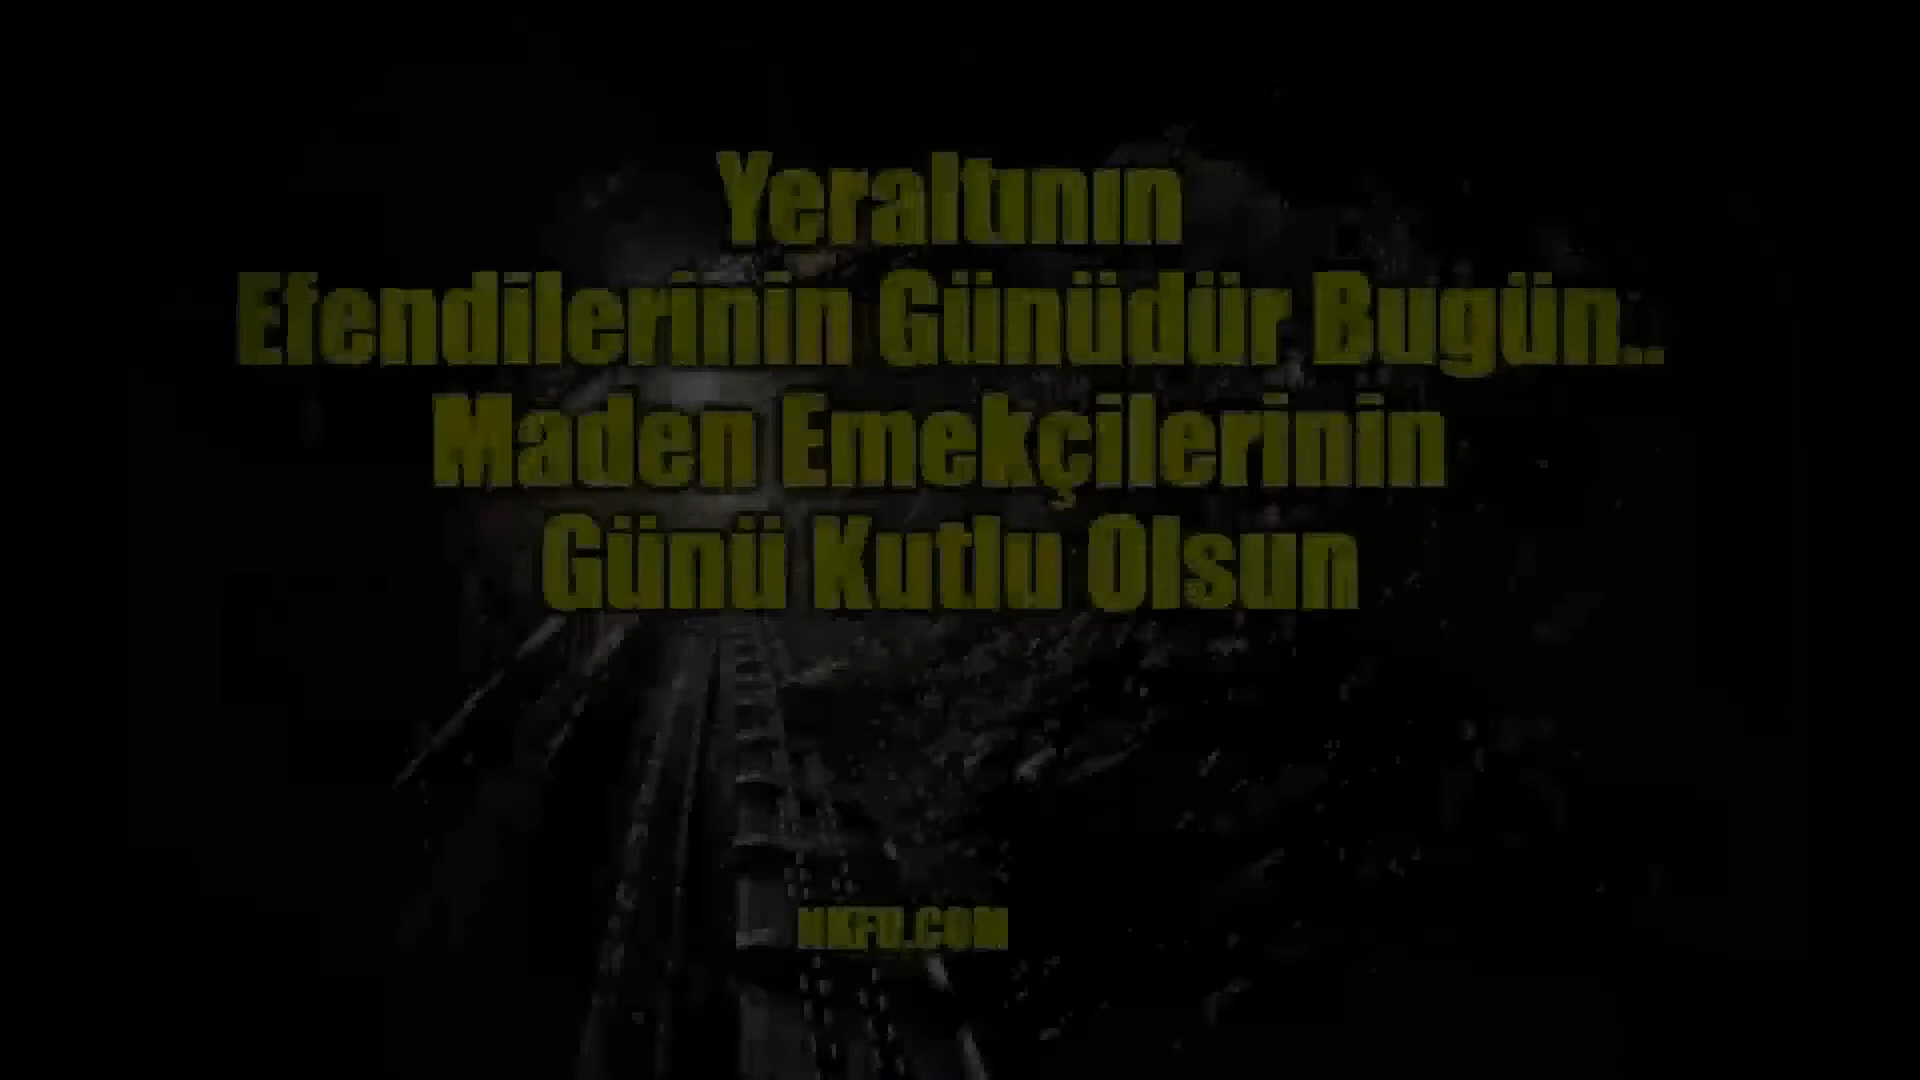 Yeraltının
Efendilerinin Günüdür Bugün..
Maden Emekçilerinin
Günü Kutlu Olsun
NKFU.COM